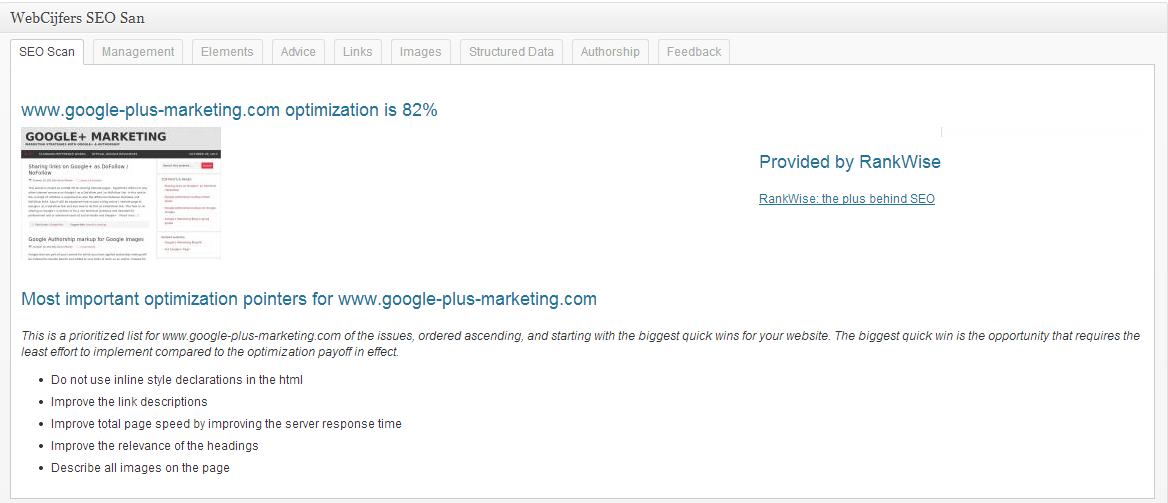 WebCijfers SEO San
SEO Scan
Management
Elements
Advice
Links
Images
Structured Data
Authorship
Feedback
www.google-plus-marketing.com optimization is 82%
GOOGLE+ MARKETING
MARKETING STRATEGIES WITH GOOGLE+ & AUTHORSHIP
Sharing links on Google+ as DoFollow /
NoFollow
Google Authorship markup for Google Images
Provided by RankWise
RankWise: the plus behind SEO
Most important optimization pointers for www.google-plus-marketing.com
This is a prioritized list for www.google-plus-marketing.com of the issues, ordered ascending, and starting with the biggest quick wins for your website. The biggest quick win is the opportunity that requires the
least effort to implement compared to the optimization payoff in effect.
Do not use inline style declarations in the html
Improve the link descriptions
Improve total page speed by improving the server response time
Improve the relevance of the headings
Describe all images on the page